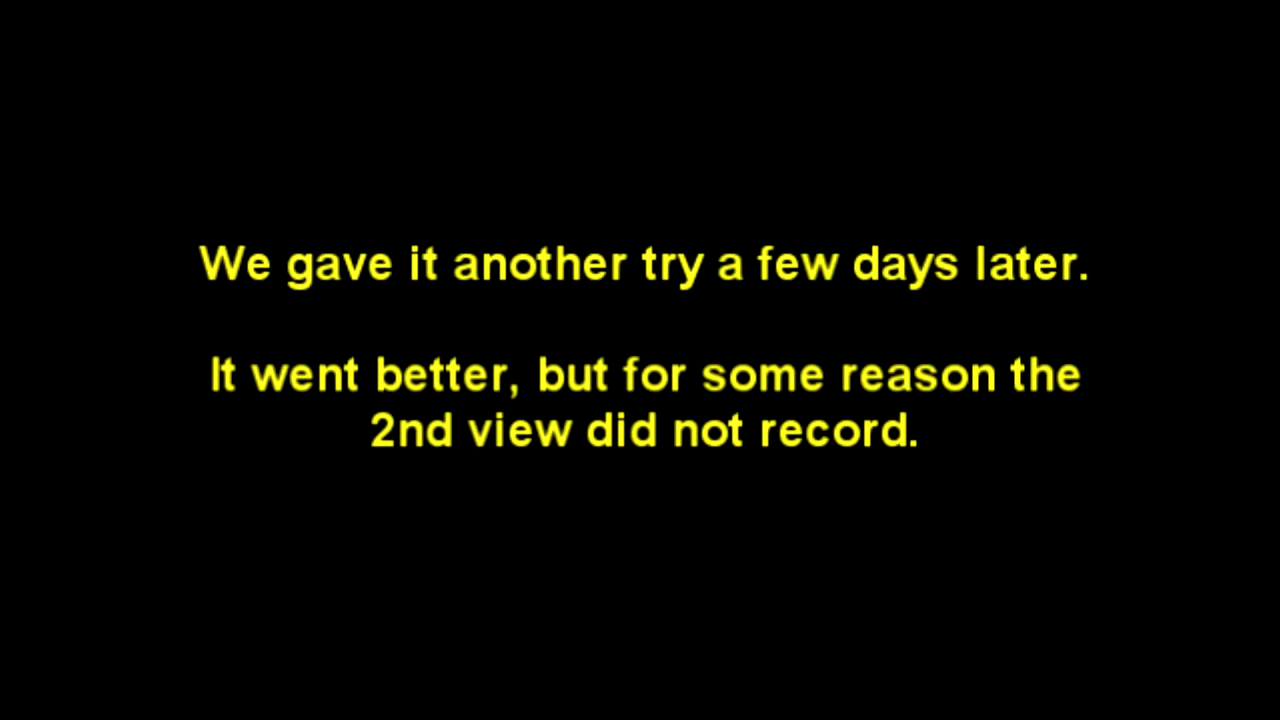 We gave it another try a few days later.
It went better, but for some reason the
2nd view did not record.